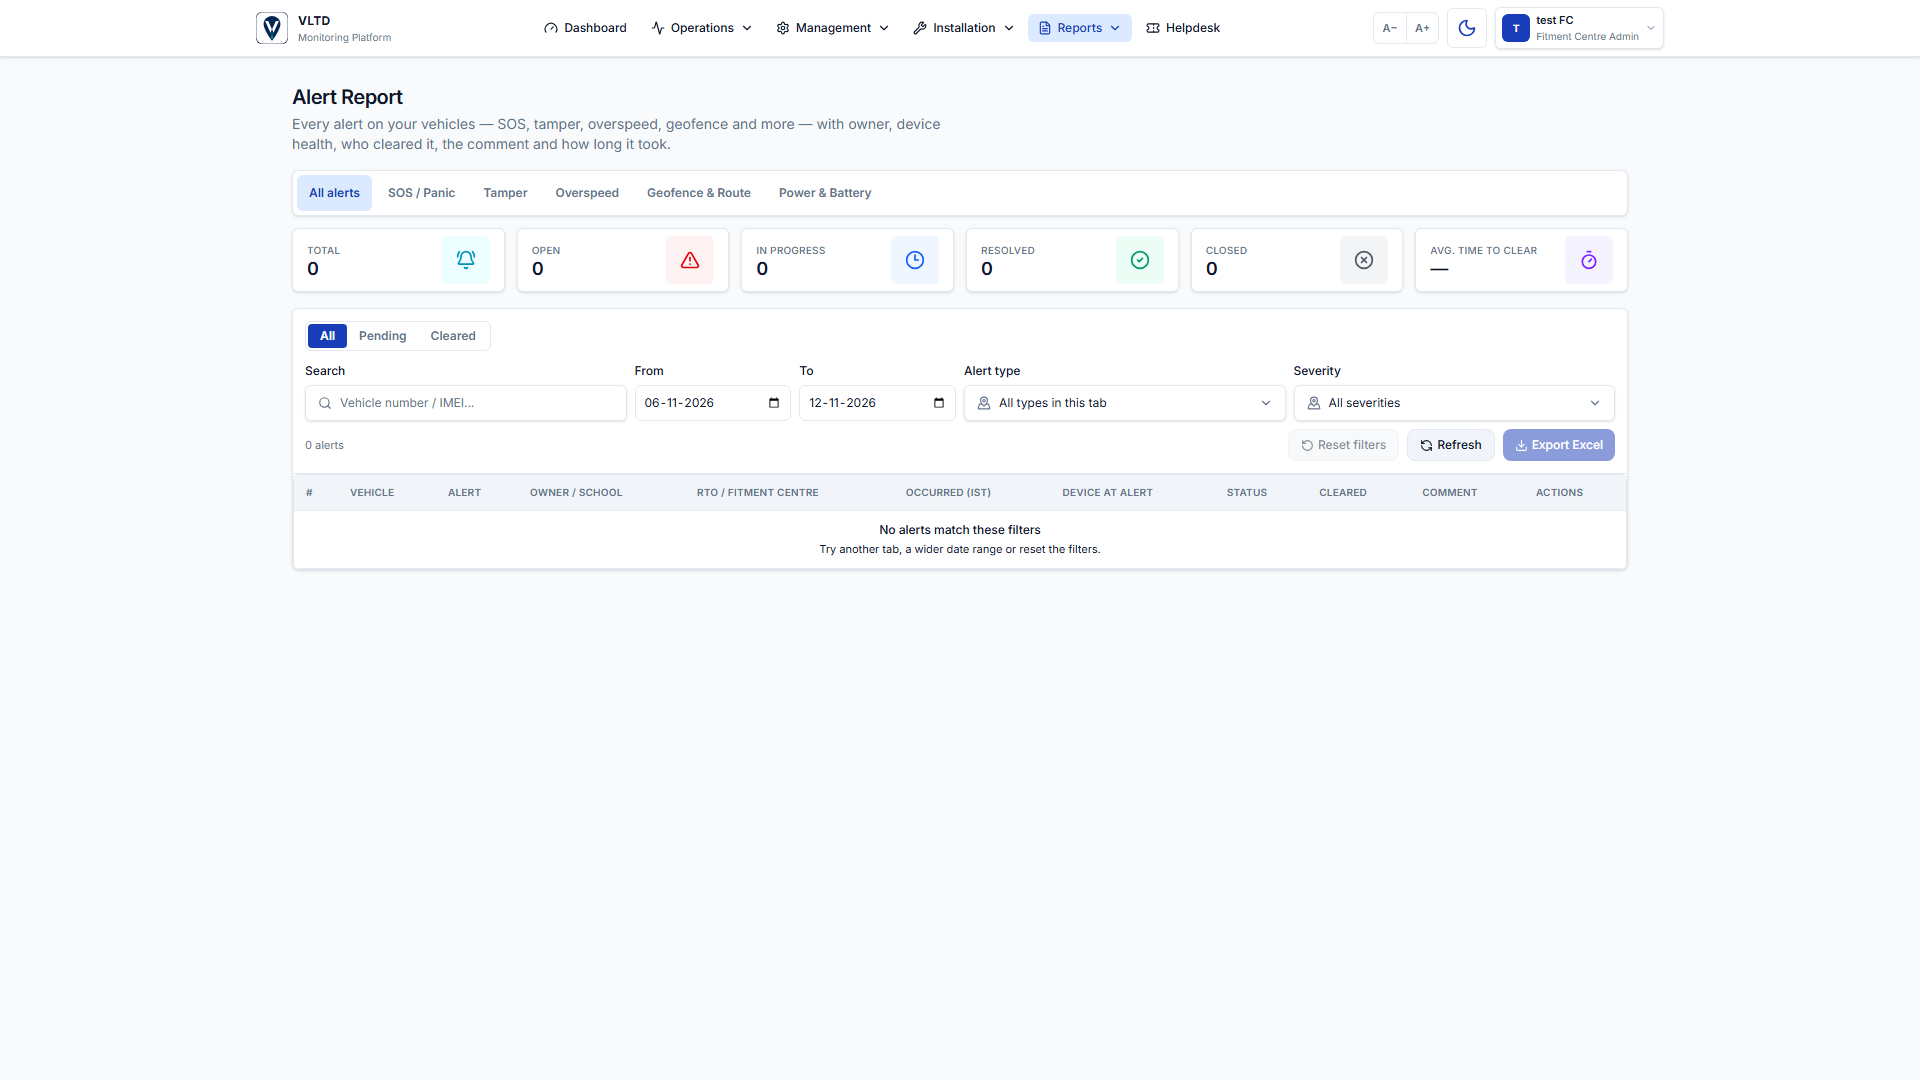 VLTD
Monitoring Platform
Dashboard
Operations
Management
Installation
Reports
Helpdesk
A−
A+
T
test FC
Fitment Centre Admin
Alert Report
Every alert on your vehicles — SOS, tamper, overspeed, geofence and more — with owner, device
health, who cleared it, the comment and how long it took.
All alerts
SOS / Panic
Tamper
Overspeed
Geofence & Route
Power & Battery
TOTAL
0
OPEN
0
IN PROGRESS
0
RESOLVED
0
CLOSED
0
AVG. TIME TO CLEAR
—
All
Pending
Cleared
Search
From
To
Alert type
Severity
Vehicle number / IMEI...
06-11-2026
12-11-2026
All types in this tab
All severities
0 alerts
Reset filters
Refresh
Export Excel
# VEHICLE ALERT OWNER / SCHOOL RTO / FITMENT CENTRE OCCURRED (IST) DEVICE AT ALERT STATUS CLEARED COMMENT ACTIONS
No alerts match these filters
Try another tab, a wider date range or reset the filters.